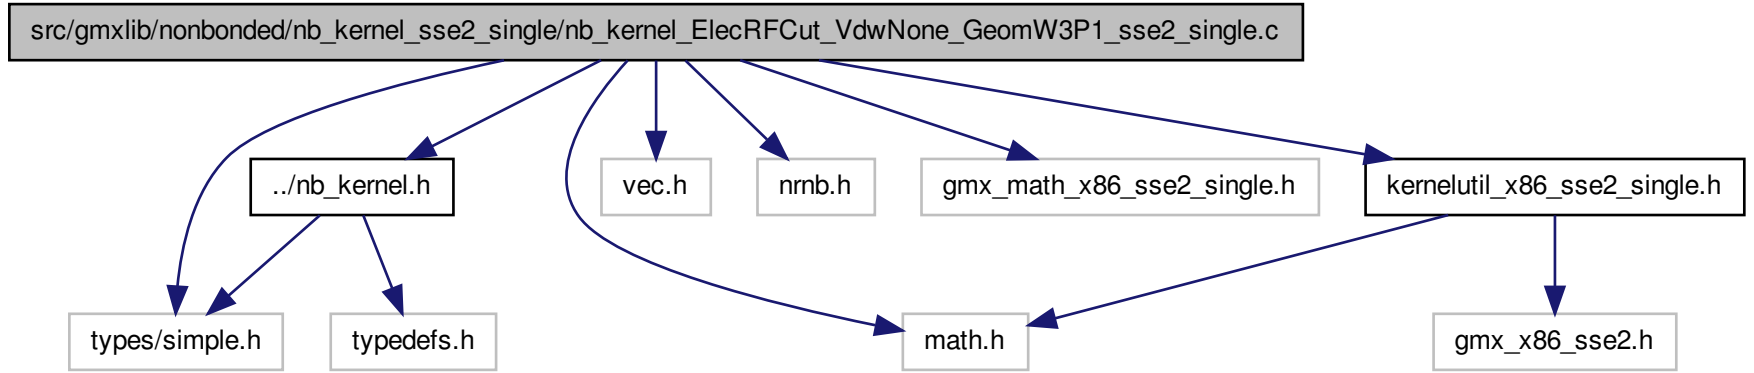 src/gmxlib/nonbonded/nb_kernel_sse2_single/nb_kernel_ElecRFCut_VdwNone_GeomW3P1_sse2_single.c
../nb_kernel.h
vec.h
nrnb.h
gmx_math_x86_sse2_single.h
kernelutil_x86_sse2_single.h
types/simple.h
typedefs.h
math.h
gmx_x86_sse2.h